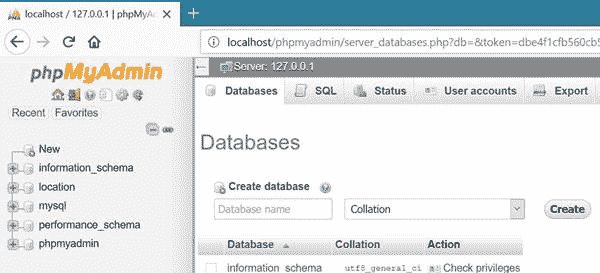 localhost / 127.0.0.1 | phpMy
localhost/phpmyadmin/server_databases.php?db=&token=dbe4f1cfb560cb5
phpMyAdmin
Recent Favorites
New
information_schema
location
mysql
performance_schema
phpmyadmin
Server: 127.0.0.1
Databases SQL Status User accounts Export
Databases
Create database
Database name Collation Create
Database Collation Action
information_schema utf8_general_ci Check privileges